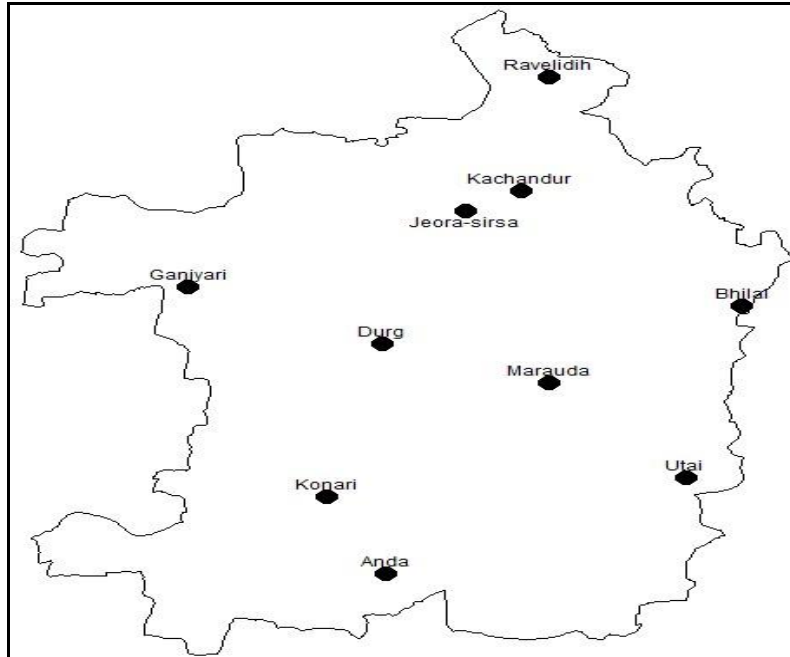 Ravelidih
Kachandur
Jeora-sirsa
Ganiyari
Bhilai
Durg
Marauda
Utai
Konari
Anda